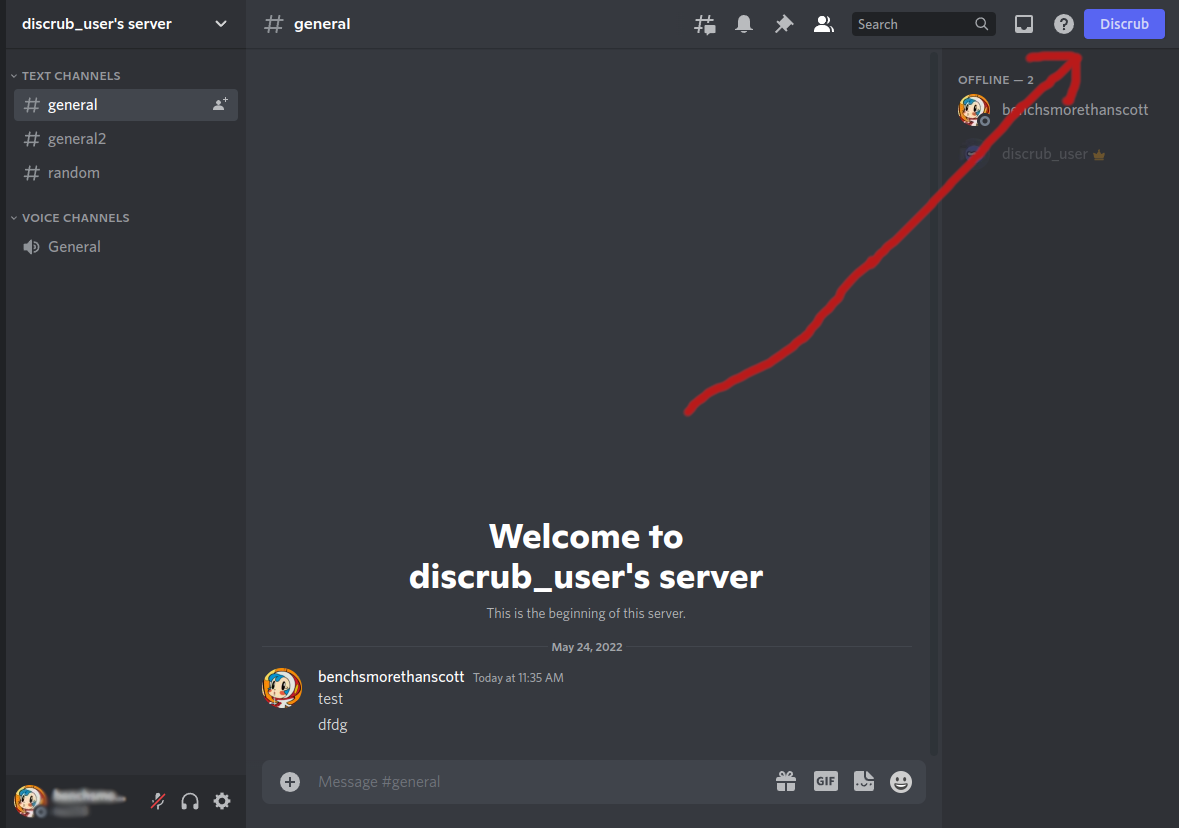 discrub_user's server
general
Search
Discrub
TEXT CHANNELS
general
general2
random
VOICE CHANNELS
General
Welcome to
discrub_user's server
This is the beginning of this server.
May 24, 2022
benchsmorethanscott Today at 11:35 AM
test
dfdg
Message #general
GIF
OFFLINE — 2
benchsmorethanscott
discrub_user